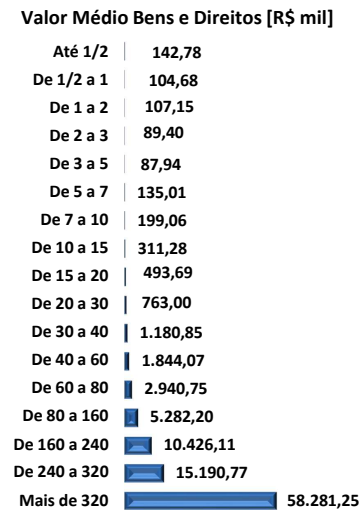 Valor Médio Bens e Direitos [R$ mil]
Até 1/2 142,78
De 1/2 a 1 104,68
De 1 a 2 107,15
De 2 a 3 89,40
De 3 a 5 87,94
De 5 a 7 135,01
De 7 a 10 199,06
De 10 a 15 311,28
De 15 a 20 493,69
De 20 a 30 763,00
De 30 a 40 1.180,85
De 40 a 60 1.844,07
De 60 a 80 2.940,75
De 80 a 160 5.282,20
De 160 a 240 10.426,11
De 240 a 320 15.190,77
Mais de 320 58.281,25